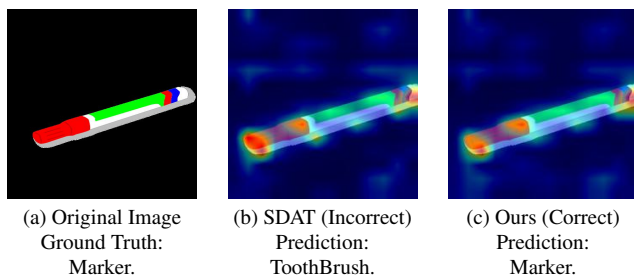 (a) Original Image
Ground Truth:
Marker.
(b) SDAT (Incorrect)
Prediction:
ToothBrush.
(c) Ours (Correct)
Prediction:
Marker.